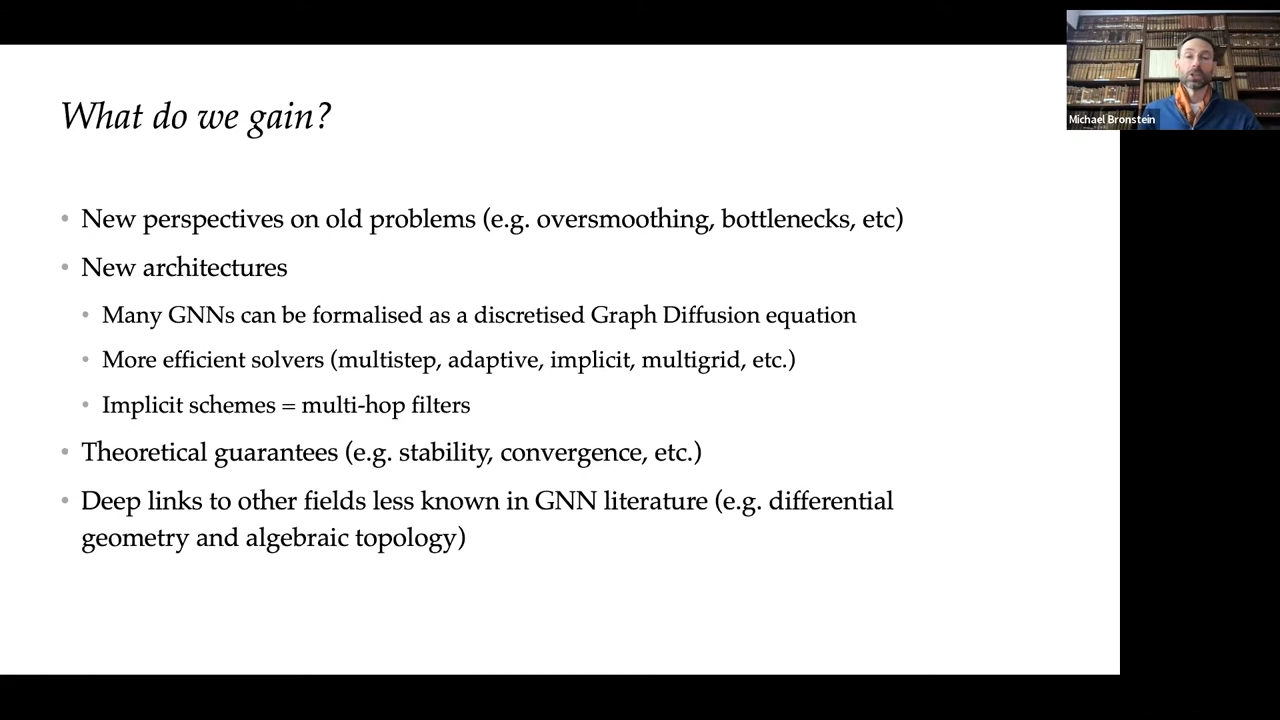 What do we gain?
Michael Bronstein
• New perspectives on old problems (e.g. oversmoothing, bottlenecks, etc)
• New architectures
• Many GNNs can be formalised as a discretised Graph Diffusion equation
• More efficient solvers (multistep, adaptive, implicit, multigrid, etc.)
• Implicit schemes = multi-hop filters
• Theoretical guarantees (e.g. stability, convergence, etc.)
• Deep links to other fields less known in GNN literature (e.g. differential
geometry and algebraic topology)